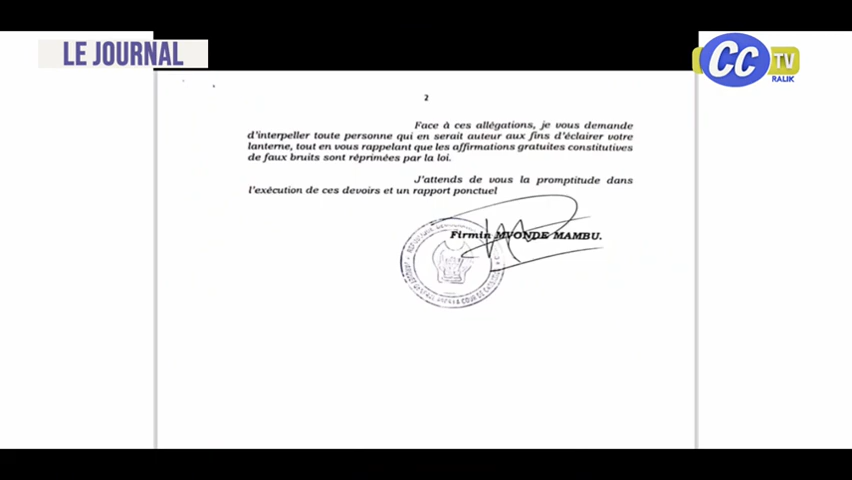 LE JOURNAL
CC TV
RALIK
2
Face à ces allégations, je vous demande
d'interpeller toute personne qui en serait auteur aux fins d'éclairer votre
lanterne, tout en vous rappelant que les affirmations gratuites constitutives
de faux bruits sont réprimées par la loi.
J'attends de vous la promptitude dans
l'exécution de ces devoirs et un rapport ponctuel
Firmin MVONDE MAMBU.